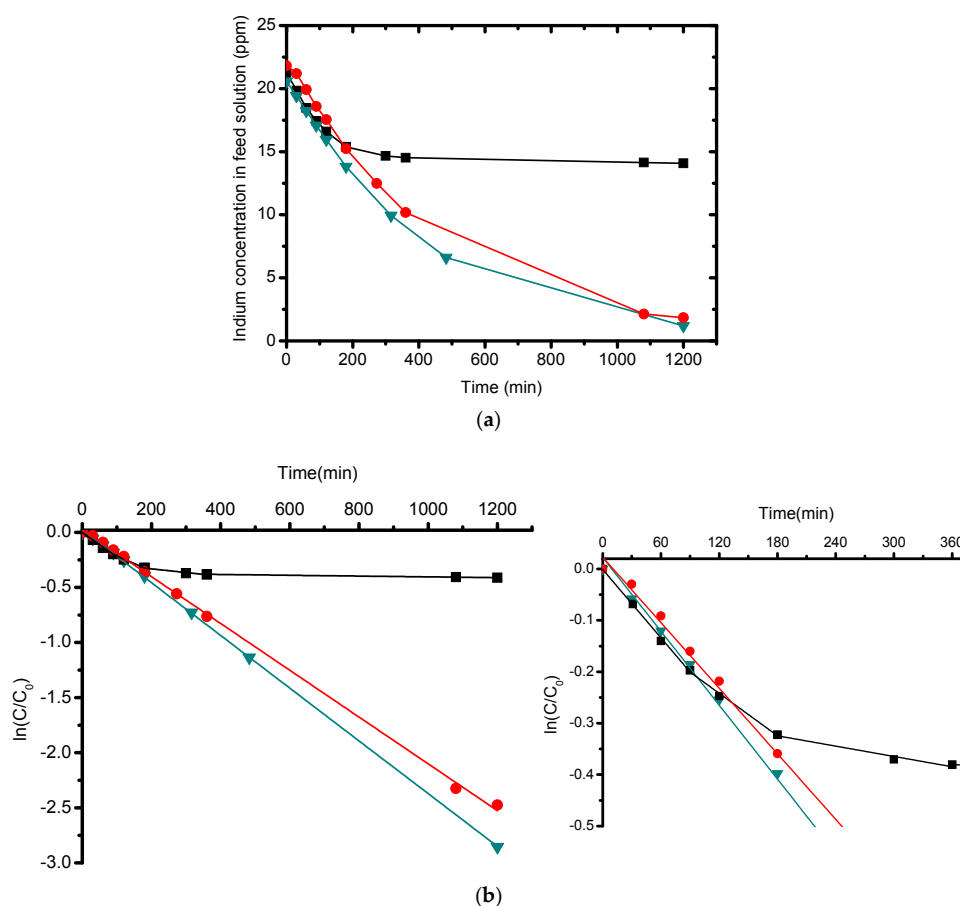 25
20
15
10
5
0
Indium concentration in feed solution (ppm)
0 200 400 600 800 1000 1200
Time (min)
(a)
Time(min)
0 200 400 600 800 1000 1200
0.0
-0.5
-1.0
-1.5
-2.0
-2.5
-3.0
ln(C/C₀)
Time(min)
0 60 120 180 240 300 360
0.0
-0.1
-0.2
-0.3
-0.4
-0.5
ln(C/C₀)
(b)